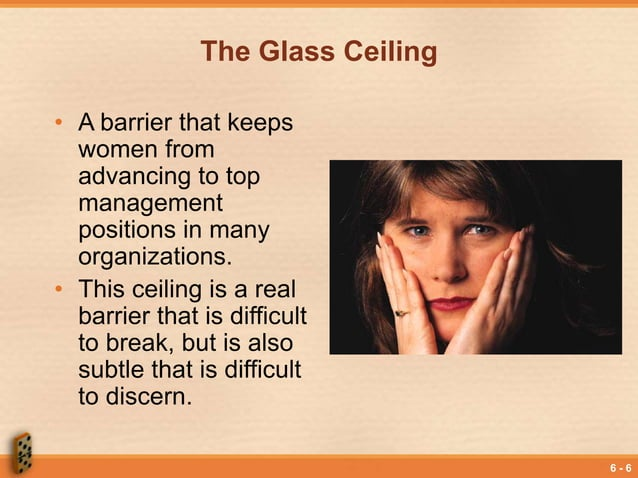 The Glass Ceiling
• A barrier that keeps
women from
advancing to top
management
positions in many
organizations.
• This ceiling is a real
barrier that is difficult
to break, but is also
subtle that is difficult
to discern.
6 - 6